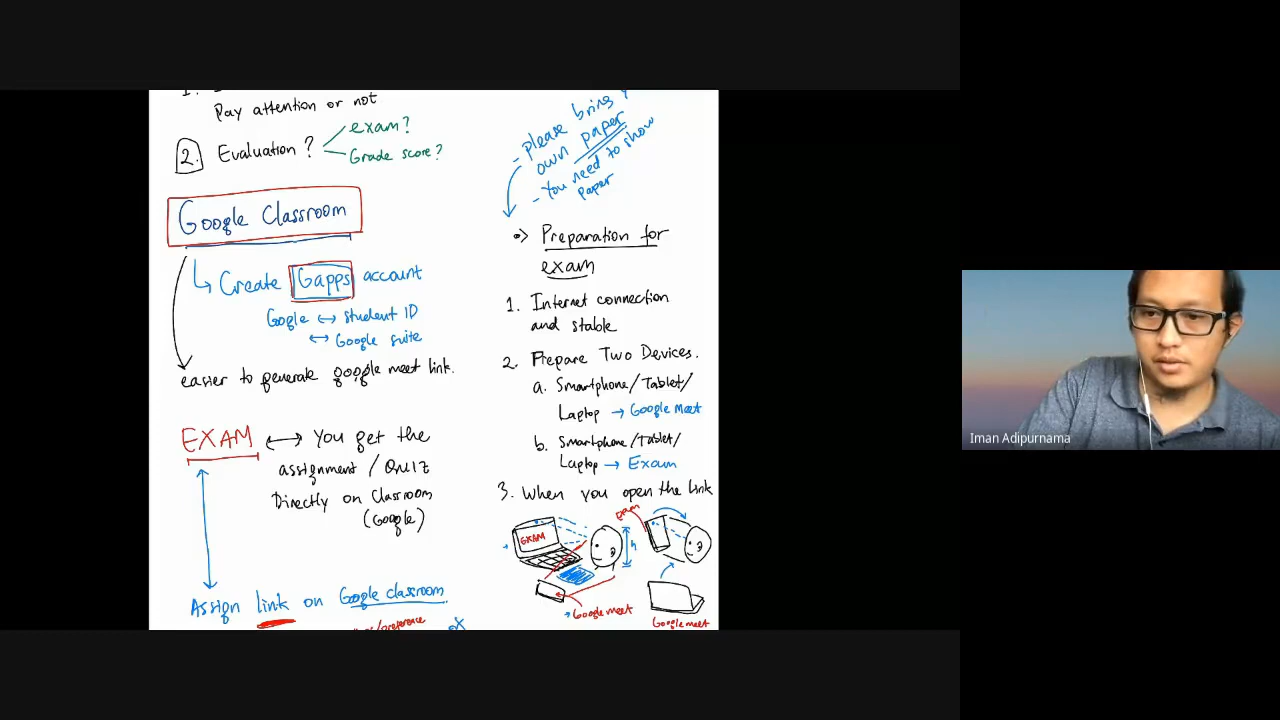 1.
Pay attention or not
2. Evaluation ?
exam?
Grade score?
Google Classroom
Create Gapps account
Google ↔ student ID
↔ Google suite
easier to generate google meet link.
EXAM ↔ You get the
assignment / QUIZ
Directly on Classroom
(Google)
Assign link on Google classroom
/preference
- please bring y
own paper
- You need to show
paper
Preparation for
exam
1. Internet connection
and stable
2. Prepare Two Devices.
a. Smartphone/Tablet/
Laptop → Google Meet
b. Smartphone/Tablet/
Laptop → Exam
3. When you open the link
EXAM
h
Google meet
Exam
Google meet
Iman Adipurnama